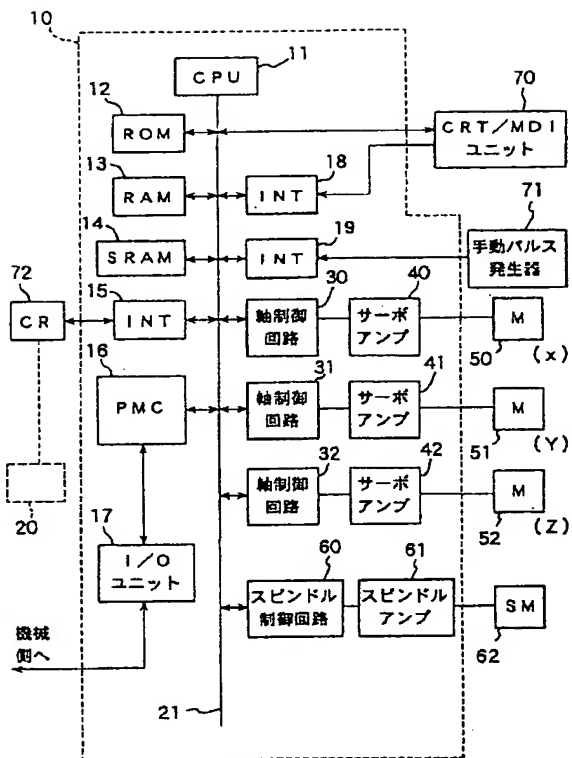 10
11
CPU
12
ROM
70
CRT/MDI
ユニット
13
RAM
18
INT
14
SRAM
19
INT
71
手動パルス
発生器
72
CR
15
INT
30
軸制御
回路
40
サーボ
アンプ
M
50
(x)
16
PMC
31
軸制御
回路
41
サーボ
アンプ
M
51
(Y)
20
32
軸制御
回路
42
サーボ
アンプ
M
52
(Z)
17
I/O
ユニット
60
スピンドル
制御回路
61
スピンドル
アンプ
SM
62
機械
側へ
21